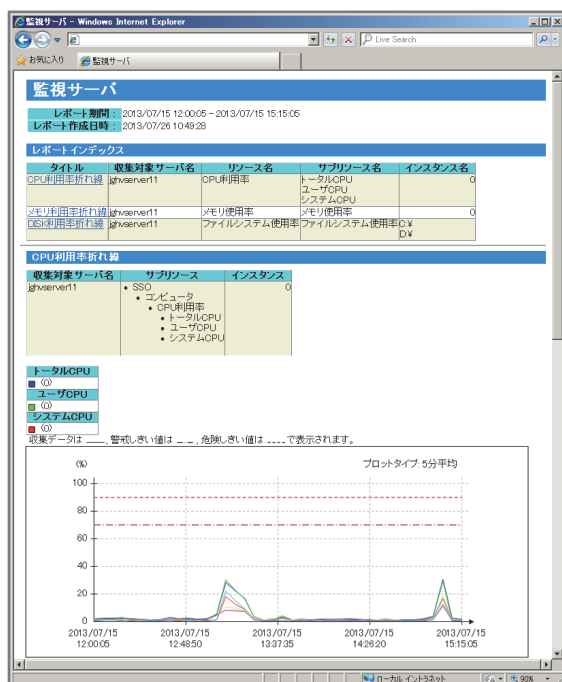 監視サーバ - Windows Internet Explorer
Live Search
お気に入り
監視サーバ
監視サーバ
レポート期間： 2013/07/15 12:00:05 − 2013/07/15 15:15:05
レポート作成日時： 2013/07/26 10:49:28
レポートインデックス
タイトル 収集対象サーバ名 リソース名 サブリソース名 インスタンス名
CPU利用率折れ線 jghvserver11 CPU利用率 トータルCPU 0
ユーザCPU
システムCPU
メモリ利用率折れ線 jghvserver11 メモリ使用率 メモリ使用率 0
DISK利用率折れ線 jghvserver11 ファイルシステム使用率 ファイルシステム使用率 C:¥
D:¥
CPU利用率折れ線
収集対象サーバ名 サブリソース インスタンス
jghvserver11 • SSO 0
• コンピュータ
• CPU利用率
• トータルCPU
• ユーザCPU
• システムCPU
トータルCPU
(0)
ユーザCPU
(0)
システムCPU
(0)
収集データは ___, 警戒しきい値は _._ , 危険しきい値は ---- で表示されます。
(%) プロットタイプ: 5分平均
100
80
60
40
20
0
2013/07/15 2013/07/15 2013/07/15 2013/07/15 2013/07/15
12:00:05 12:48:50 13:37:35 14:26:20 15:15:05
ローカル イントラネット 90%